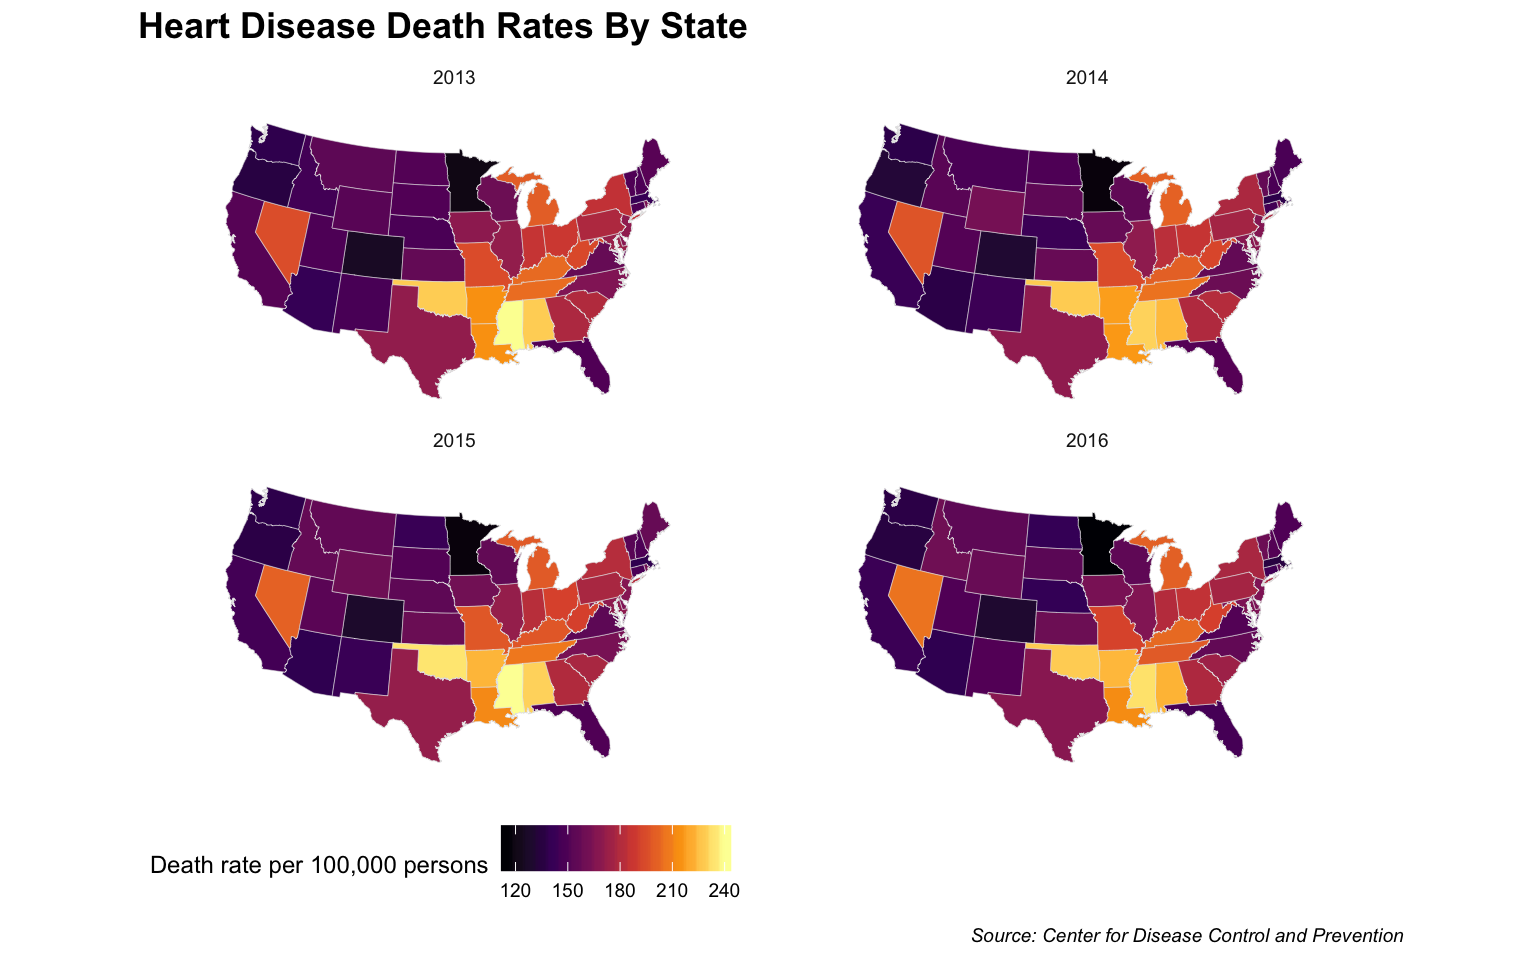 Heart Disease Death Rates By State
2013
2014
2015
2016
Death rate per 100,000 persons
120 150 180 210 240
Source: Center for Disease Control and Prevention